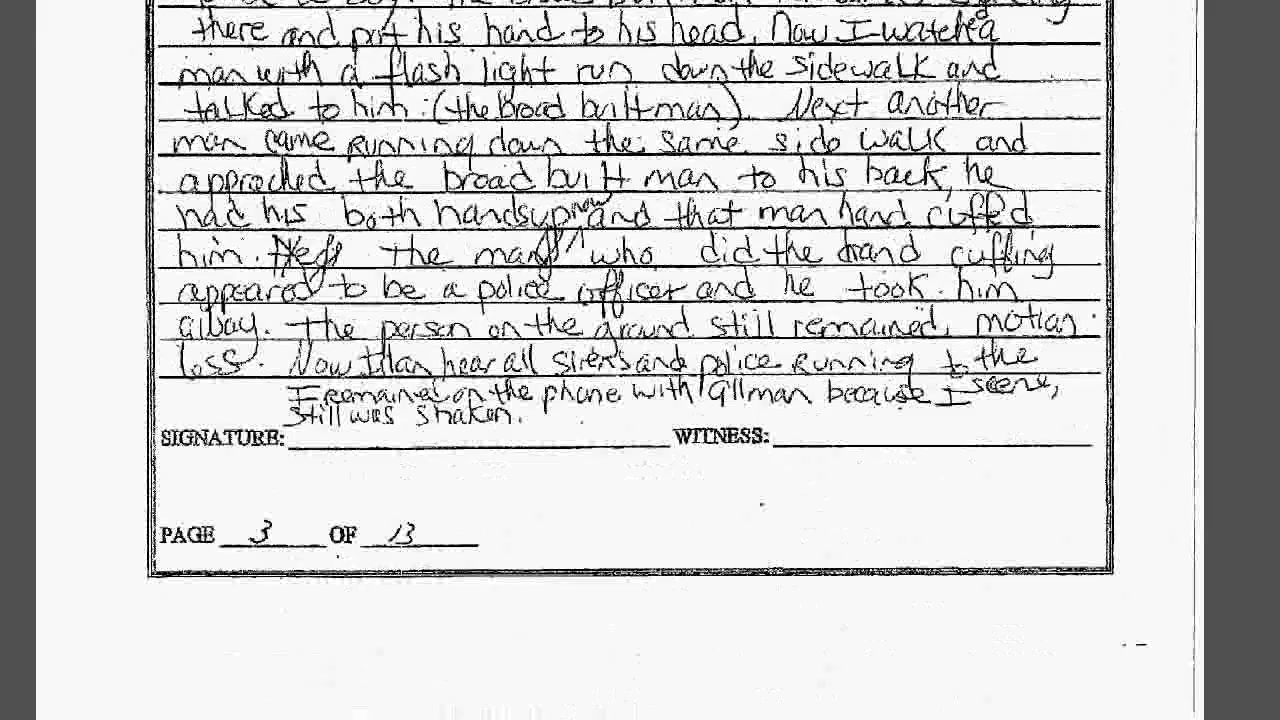 there and put his hand to his head. Now I watched a
man with a flash light run down the sidewalk and
talked to him (the broad built man). Next another
man came running down the same side walk and
approched the broad built man to his back, he
had his both hands up now and that man hand cuffed
him. the man who did the hand cuffing
appeared to be a police officer and he took him
away. The person on the ground still remained motion
less. Now I can hear all sirens and police running to the scene,
I remained on the phone with Gilman because I
still was shaken.
SIGNATURE: WITNESS:
PAGE 3 OF 13